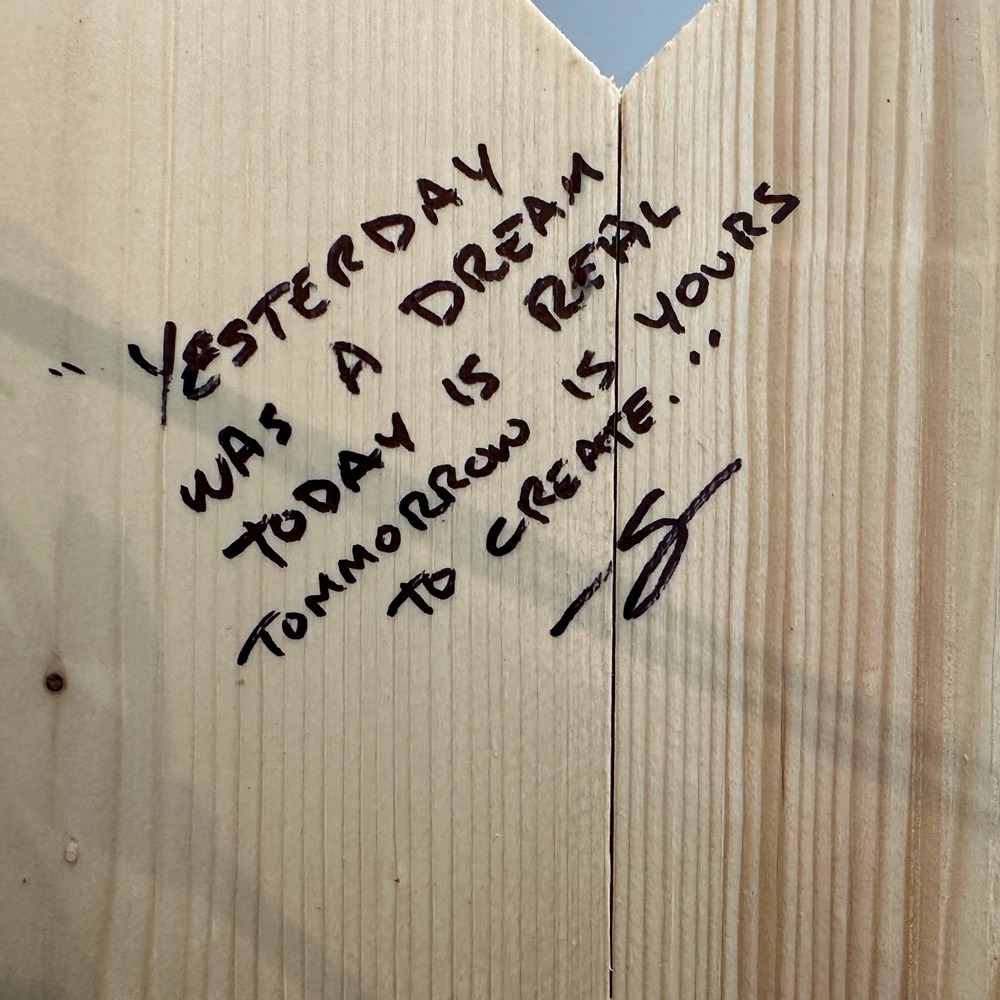 " YESTERDAY
WAS A DREAM
TODAY IS REAL
TOMMORROW IS YOURS
TO CREATE. "
-S